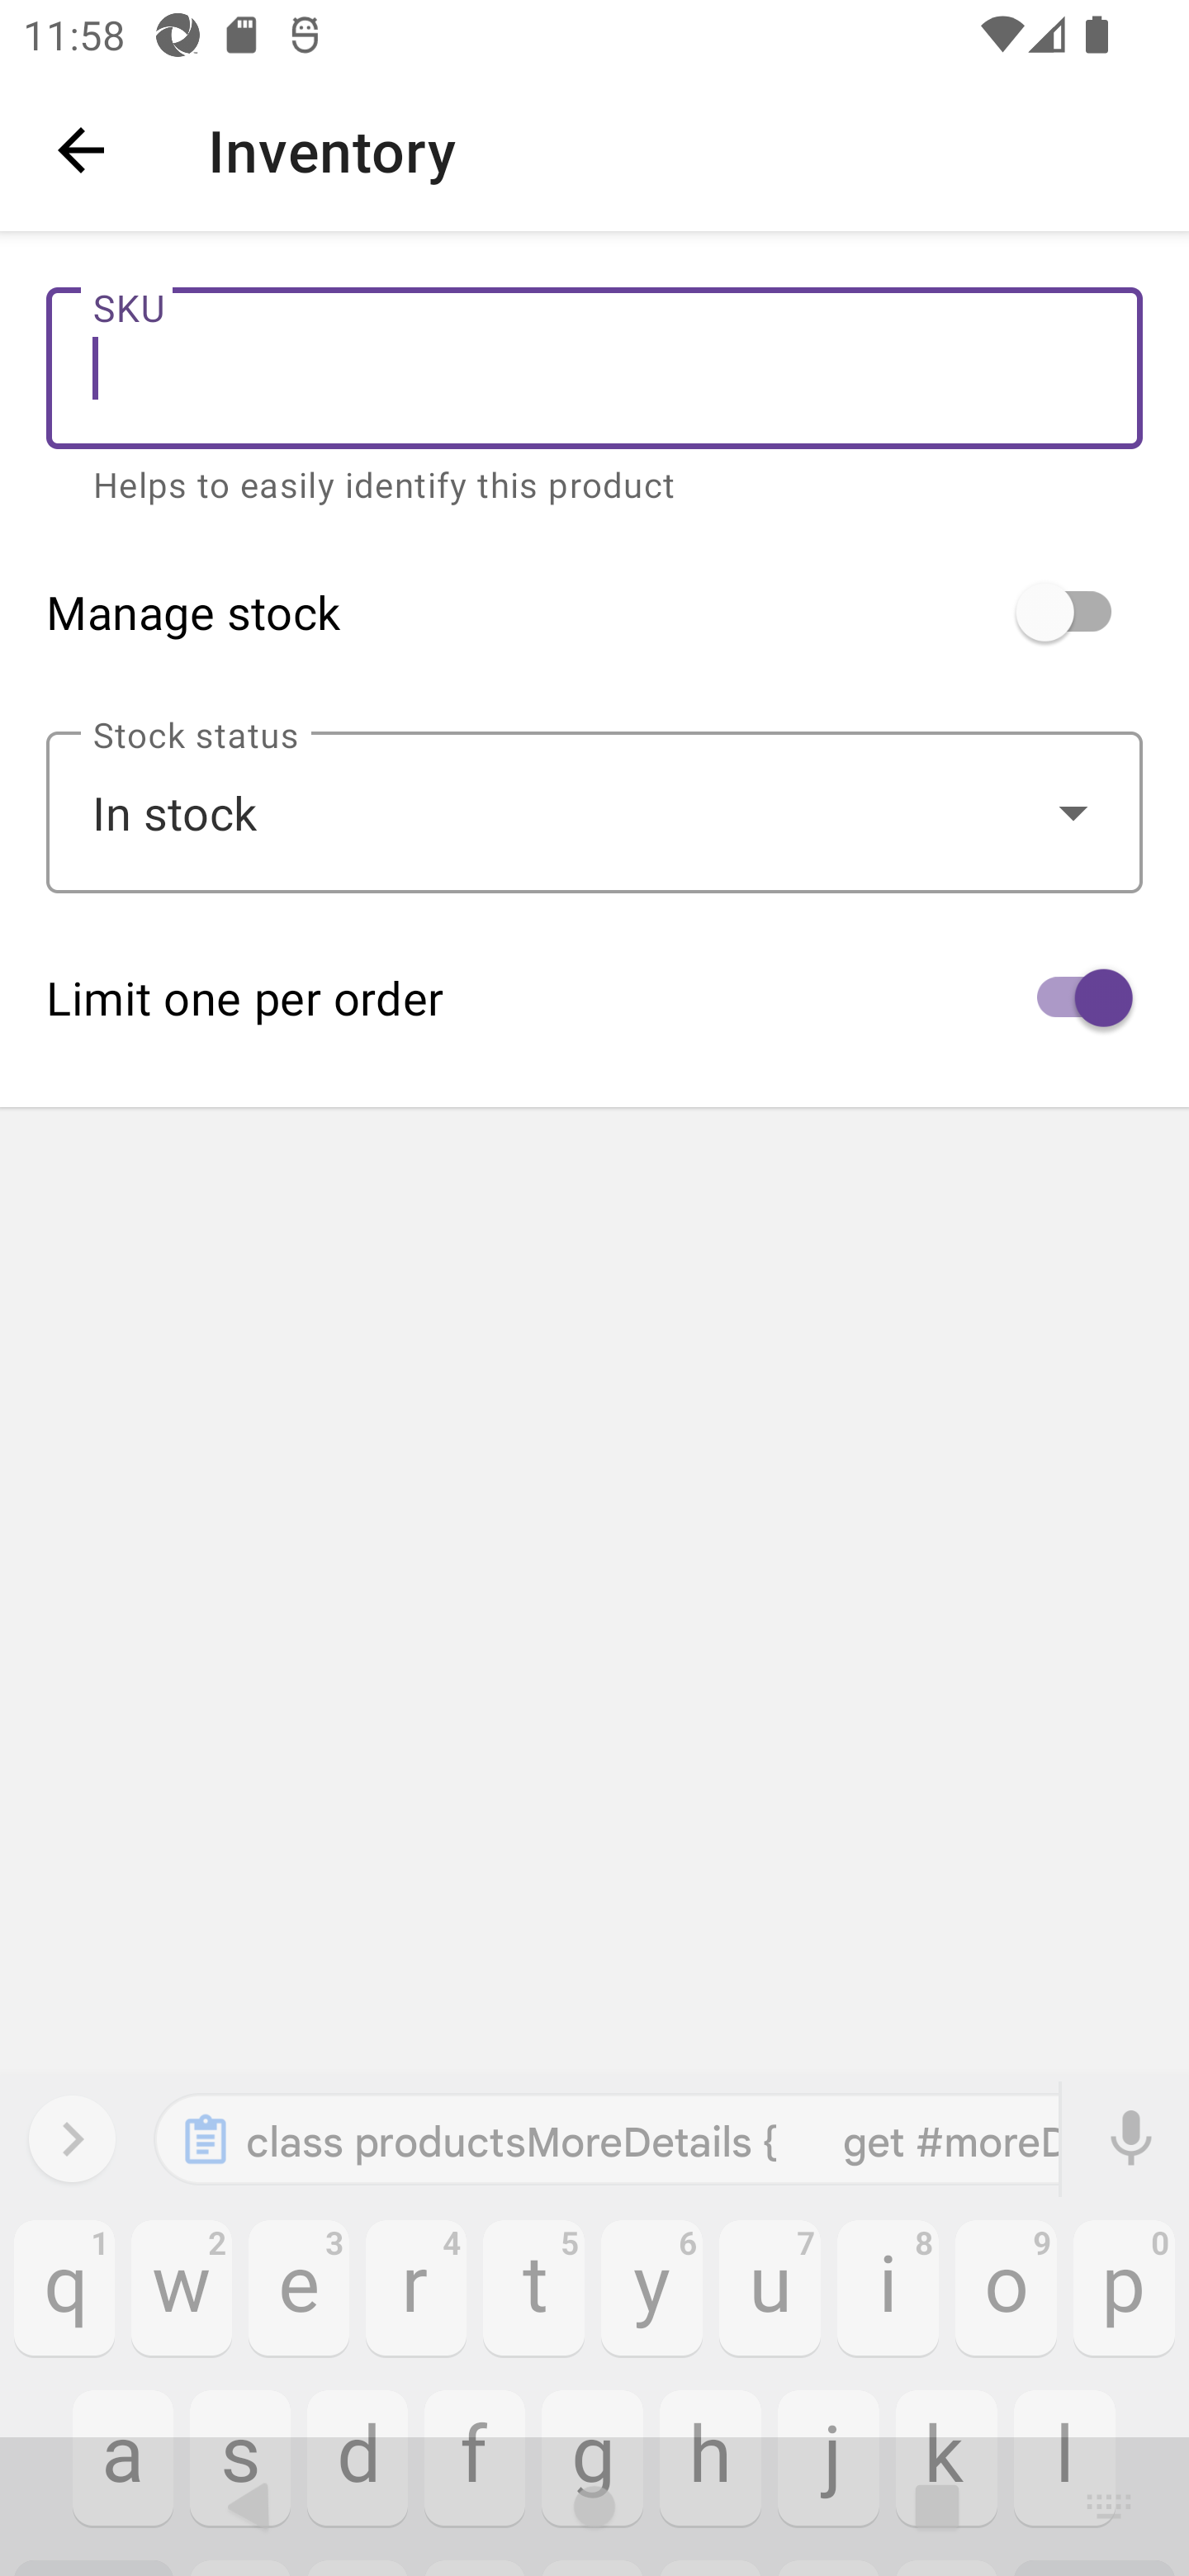 11:58
Inventory
SKU
Helps to easily identify this product
Manage stock
Stock status
In stock
Limit one per order
class productsMoreDetails { get #moreD
1 2 3 4 5 6 7 8 9 0
q w e r t y u i o p
a s d f g h j k l